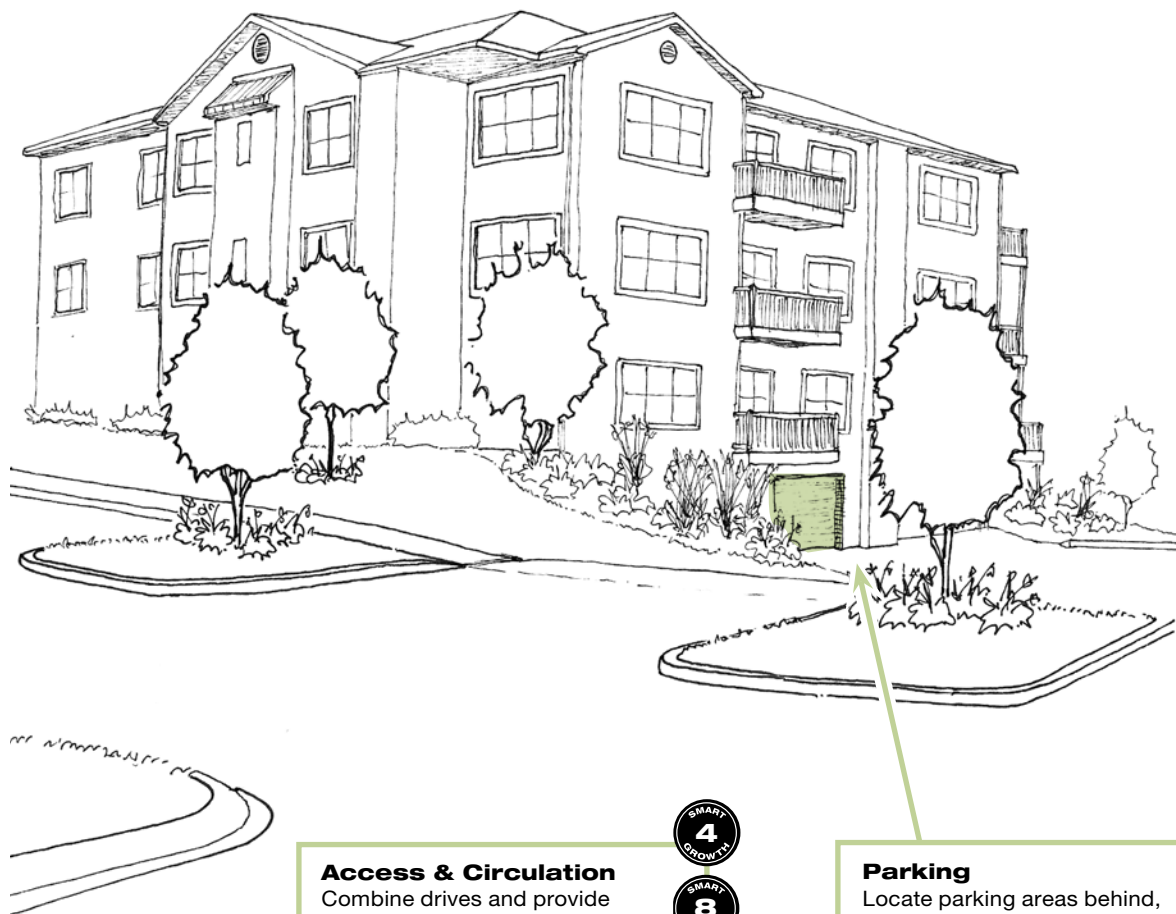 SMART
4
GROWTH
SMART
8
Access & Circulation
Combine drives and provide
Parking
Locate parking areas behind,